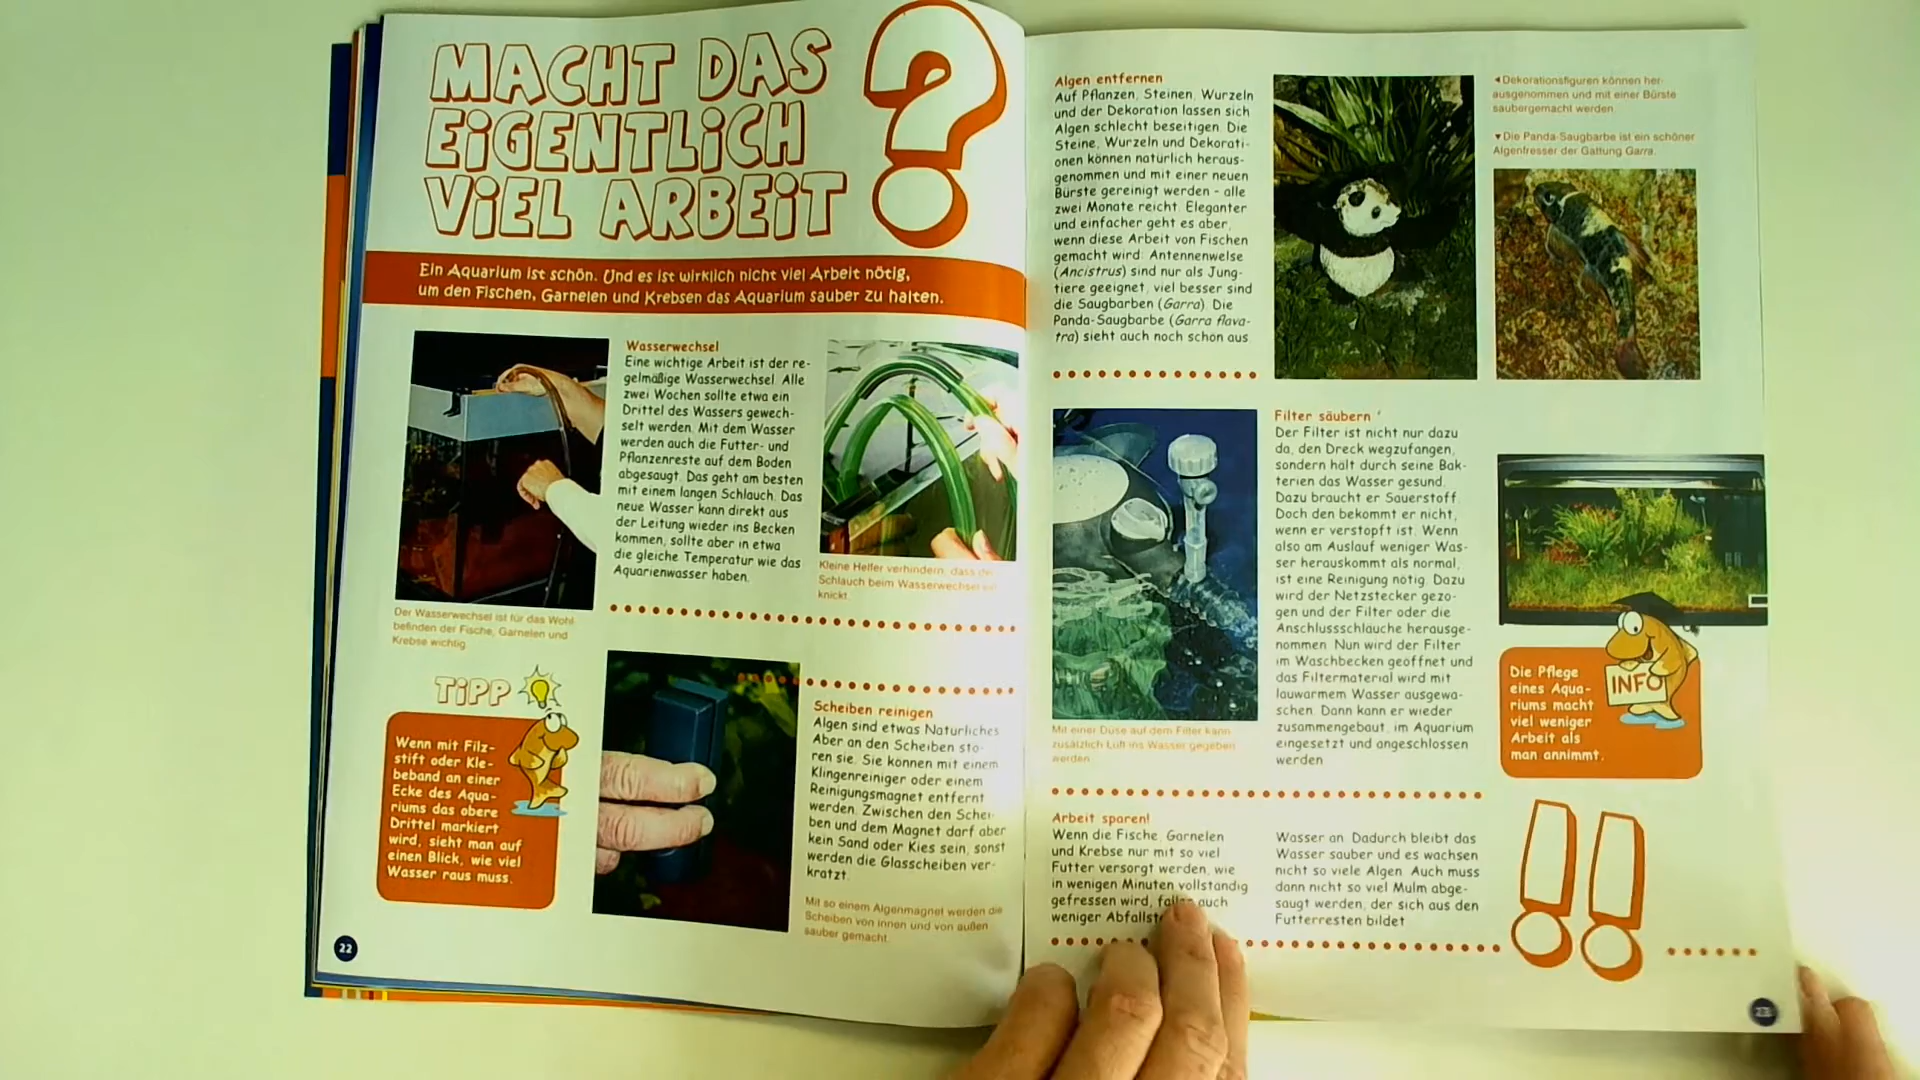 MACHT DAS
EiGENTLiCH
ViEL ARBEiT
?
Ein Aquarium ist schön. Und es ist wirklich nicht viel Arbeit nötig,
um den Fischen, Garnelen und Krebsen das Aquarium sauber zu halten.
Wasserwechsel
Eine wichtige Arbeit ist der re-
gelmäßige Wasserwechsel. Alle
zwei Wochen sollte etwa ein
Drittel des Wassers gewech-
selt werden. Mit dem Wasser
werden auch die Futter- und
Pflanzenreste auf dem Boden
abgesaugt. Das geht am besten
mit einem langen Schlauch. Das
neue Wasser kann direkt aus
der Leitung wieder ins Becken
kommen, sollte aber in etwa
die gleiche Temperatur wie das
Aquarienwasser haben.
Der Wasserwechsel ist für das Wohl-
befinden der Fische, Garnelen und
Krebse wichtig.
Kleine Helfer verhindern, dass der
Schlauch beim Wasserwechsel
knickt.
TiPP
Wenn mit Filz-
stift oder Kle-
beband an einer
Ecke des Aqua-
riums das obere
Drittel markiert
wird, sieht man auf
einen Blick, wie viel
Wasser raus muss.
Scheiben reinigen
Algen sind etwas Natürliches.
Aber an den Scheiben stö-
ren sie. Sie können mit einem
Klingenreiniger oder einem
Reinigungsmagnet entfernt
werden. Zwischen den Schei-
ben und dem Magnet darf aber
kein Sand oder Kies sein, sonst
werden die Glasscheiben ver-
kratzt.
Mit so einem Algenmagnet werden die
Scheiben von innen und von außen
sauber gemacht.
22
Algen entfernen
Auf Pflanzen, Steinen, Wurzeln
und der Dekoration lassen sich
Algen schlecht beseitigen. Die
Steine, Wurzeln und Dekorati-
onen können natürlich heraus-
genommen und mit einer neuen
Bürste gereinigt werden – alle
zwei Monate reicht. Eleganter
und einfacher geht es aber,
wenn diese Arbeit von Fischen
gemacht wird: Antennenwelse
(Ancistrus) sind nur als Jung-
tiere geeignet, viel besser sind
die Saugbarben (Garra). Die
Panda-Saugbarbe (Garra flava-
tra) sieht auch noch schön aus.
◄Dekorationsfiguren können her-
ausgenommen und mit einer Bürste
saubergemacht werden.
▼Die Panda-Saugbarbe ist ein schöner
Algenfresser der Gattung Garra.
Mit einer Düse auf dem Filter kann
zusätzlich Luft ins Wasser gegeben
werden.
Filter säubern
Der Filter ist nicht nur dazu
da, den Dreck wegzufangen,
sondern hält durch seine Bak-
terien das Wasser gesund.
Dazu braucht er Sauerstoff.
Doch den bekommt er nicht,
wenn er verstopft ist. Wenn
also am Auslauf weniger Was-
ser herauskommt als normal,
ist eine Reinigung nötig. Dazu
wird der Netzstecker gezo-
gen und der Filter oder die
Anschlussschläuche herausge-
nommen. Nun wird der Filter
im Waschbecken geöffnet und
das Filtermaterial wird mit
lauwarmem Wasser ausgewa-
schen. Dann kann er wieder
zusammengebaut, im Aquarium
eingesetzt und angeschlossen
werden.
INFO
Die Pflege
eines Aqua-
riums macht
viel weniger
Arbeit als
man annimmt.
Arbeit sparen!
Wenn die Fische, Garnelen
und Krebse nur mit so viel
Futter versorgt werden, wie
in wenigen Minuten vollständig
gefressen wird, fallen auch
weniger
Wasser an. Dadurch bleibt das
Wasser sauber und es wachsen
nicht so viele Algen. Auch muss
dann nicht so viel Mulm abge-
saugt werden, der sich aus den
Futterresten bildet.
!!
23